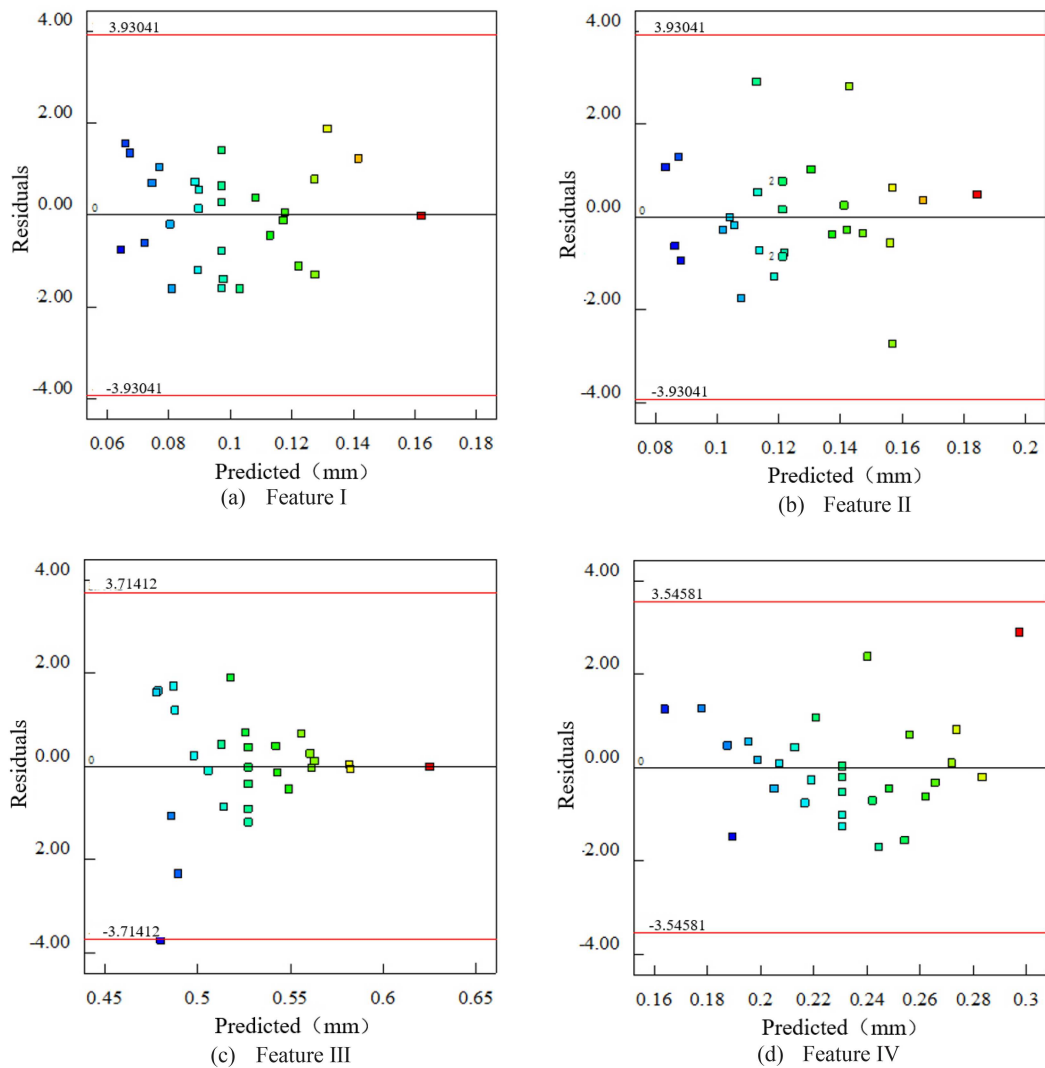 4.00
3.93041
2.00
0.00
0
-2.00
-4.00
-3.93041
Residuals
0.06 0.08 0.1 0.12 0.14 0.16 0.18
Predicted（mm）
(a) Feature I
4.00
3.93041
2.00
2
0.00
0
2
-2.00
-4.00
-3.93041
Residuals
0.08 0.1 0.12 0.14 0.16 0.18 0.2
Predicted（mm）
(b) Feature II
4.00
3.71412
2.00
0.00
0
-2.00
-4.00
-3.71412
Residuals
0.45 0.5 0.55 0.6 0.65
Predicted（mm）
(c) Feature III
4.00
3.54581
2.00
0.00
0
-2.00
-4.00
-3.54581
Residuals
0.16 0.18 0.2 0.22 0.24 0.26 0.28 0.3
Predicted（mm）
(d) Feature IV